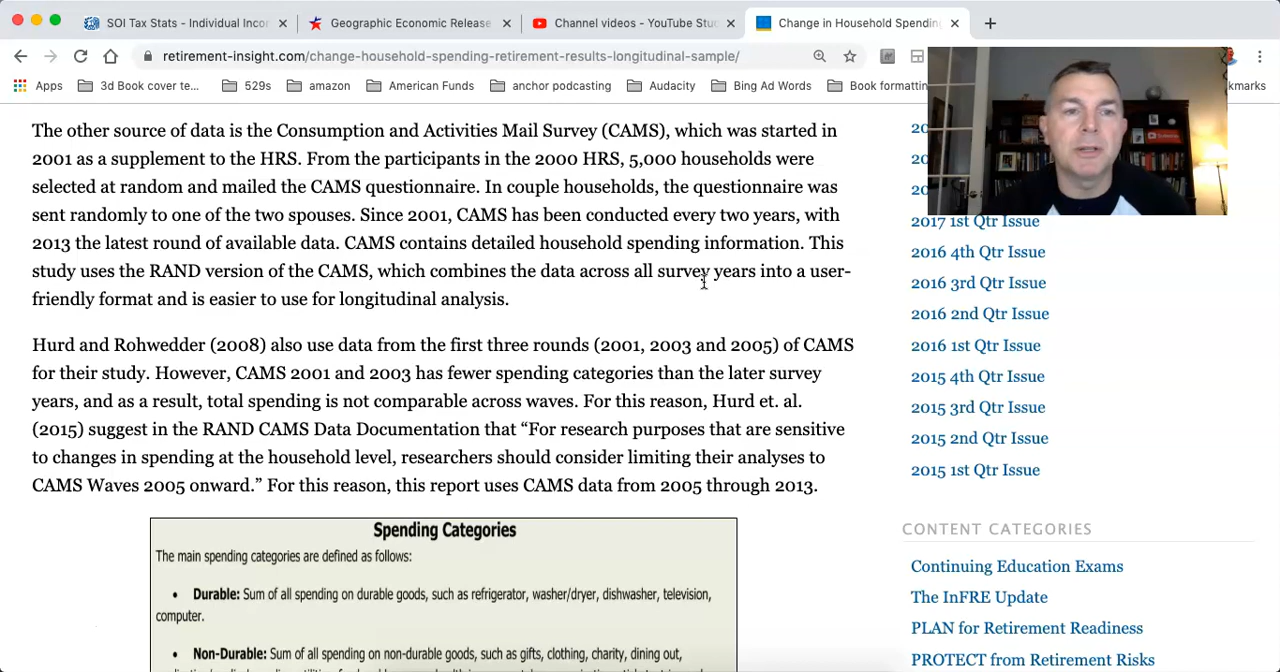 SOI Tax Stats - Individual Inco
Geographic Economic Release
Channel videos - YouTube Stu
Change in Household Spending
retirement-insight.com/change-household-spending-retirement-results-longitudinal-sample/
Apps
3d Book cover te...
529s
amazon
American Funds
anchor podcasting
Audacity
Bing Ad Words
Book formatting
kmarks
The other source of data is the Consumption and Activities Mail Survey (CAMS), which was started in
2001 as a supplement to the HRS. From the participants in the 2000 HRS, 5,000 households were
selected at random and mailed the CAMS questionnaire. In couple households, the questionnaire was
sent randomly to one of the two spouses. Since 2001, CAMS has been conducted every two years, with
2013 the latest round of available data. CAMS contains detailed household spending information. This
study uses the RAND version of the CAMS, which combines the data across all survey years into a user-
friendly format and is easier to use for longitudinal analysis.
Hurd and Rohwedder (2008) also use data from the first three rounds (2001, 2003 and 2005) of CAMS
for their study. However, CAMS 2001 and 2003 has fewer spending categories than the later survey
years, and as a result, total spending is not comparable across waves. For this reason, Hurd et. al.
(2015) suggest in the RAND CAMS Data Documentation that “For research purposes that are sensitive
to changes in spending at the household level, researchers should consider limiting their analyses to
CAMS Waves 2005 onward.” For this reason, this report uses CAMS data from 2005 through 2013.
Spending Categories
The main spending categories are defined as follows:
• Durable: Sum of all spending on durable goods, such as refrigerator, washer/dryer, dishwasher, television,
computer.
• Non-Durable: Sum of all spending on non-durable goods, such as gifts, clothing, charity, dining out,
20
20
20
2017 1st Qtr Issue
2016 4th Qtr Issue
2016 3rd Qtr Issue
2016 2nd Qtr Issue
2016 1st Qtr Issue
2015 4th Qtr Issue
2015 3rd Qtr Issue
2015 2nd Qtr Issue
2015 1st Qtr Issue
CONTENT CATEGORIES
Continuing Education Exams
The InFRE Update
PLAN for Retirement Readiness
PROTECT from Retirement Risks